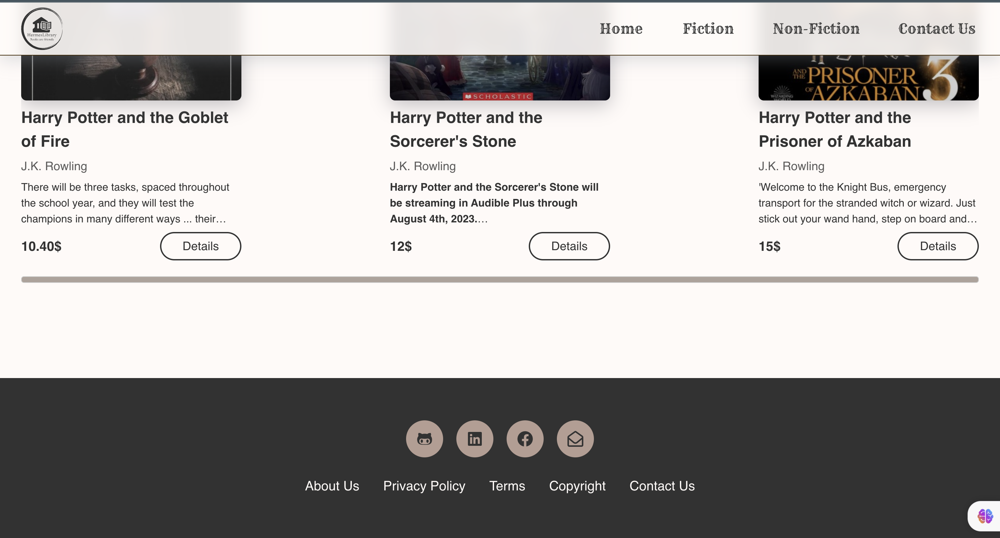 HermesLibrary
Books are friends
Home
Fiction
Non-Fiction
Contact Us
SCHOLASTIC
AND THE PRISONER 3
OF AZKABAN
WIZARDING
WORLD
Harry Potter and the Goblet
of Fire
J.K. Rowling
There will be three tasks, spaced throughout
the school year, and they will test the
champions in many different ways ... their…
10.40$
Details
Harry Potter and the
Sorcerer's Stone
J.K. Rowling
Harry Potter and the Sorcerer's Stone will
be streaming in Audible Plus through
August 4th, 2023.…
12$
Details
Harry Potter and the
Prisoner of Azkaban
J.K. Rowling
'Welcome to the Knight Bus, emergency
transport for the stranded witch or wizard. Just
stick out your wand hand, step on board and…
15$
Details
About Us
Privacy Policy
Terms
Copyright
Contact Us